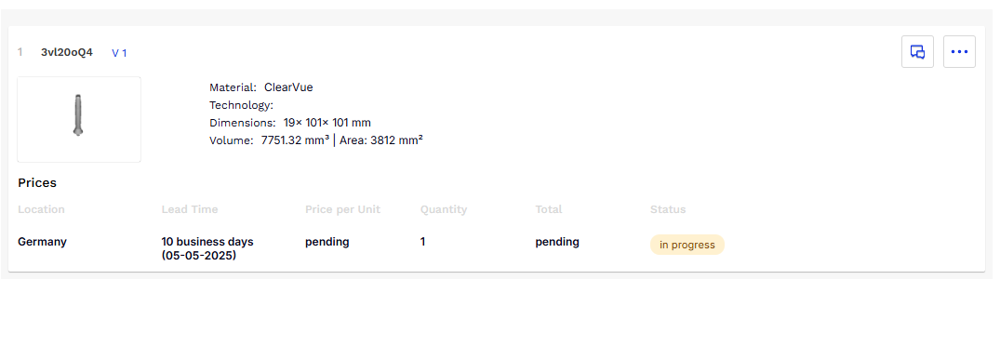 1 3vl20oQ4 V 1
Material: ClearVue
Technology:
Dimensions: 19× 101× 101 mm
Volume: 7751.32 mm³ | Area: 3812 mm²
Prices
Location Lead Time Price per Unit Quantity Total Status
Germany 10 business days pending 1 pending in progress
(05-05-2025)